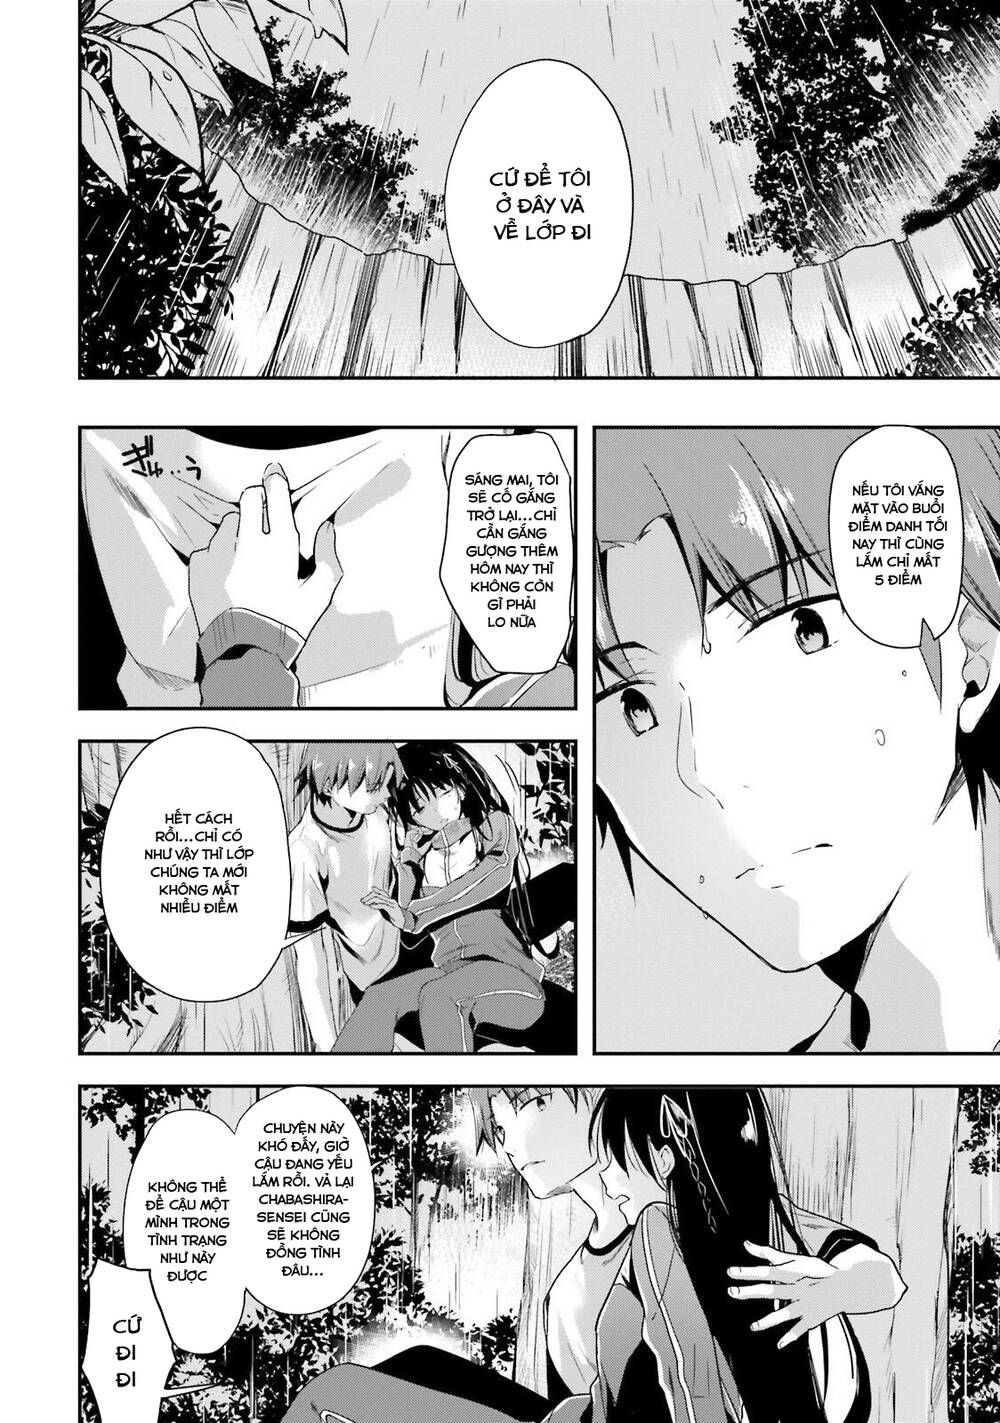 CỨ ĐỂ TÔI
Ở ĐÂY VÀ
VỀ LỚP ĐI
NẾU TÔI VẮNG
MẶT VÀO BUỔI
ĐIỂM DANH TỐI
NAY THÌ CÙNG
LẮM CHỈ MẤT
5 ĐIỂM
SÁNG MAI, TÔI
SẼ CỐ GẮNG
TRỞ LẠI...CHỈ
CẦN GẮNG
GƯỢNG THÊM
HÔM NAY THÌ
KHÔNG CÒN
GÌ PHẢI
LO NỮA
ぎゅぅ
HẾT CÁCH
RỒI...CHỈ CÓ
NHƯ VẬY THÌ LỚP
CHÚNG TA MỚI
KHÔNG MẤT
NHIỀU ĐIỂM
CHUYỆN NÀY
KHÓ ĐẤY, GIỜ
CẬU ĐANG YẾU
LẮM RỒI. VẢ LẠI
CHABASHIRA-
SENSEI CŨNG
SẼ KHÔNG
ĐỒNG TÌNH
ĐÂU...
KHÔNG THỂ
ĐỂ CẬU MỘT
MÌNH TRONG
TÌNH TRẠNG
NHƯ NÀY
ĐƯỢC
CỨ
ĐI
ĐI